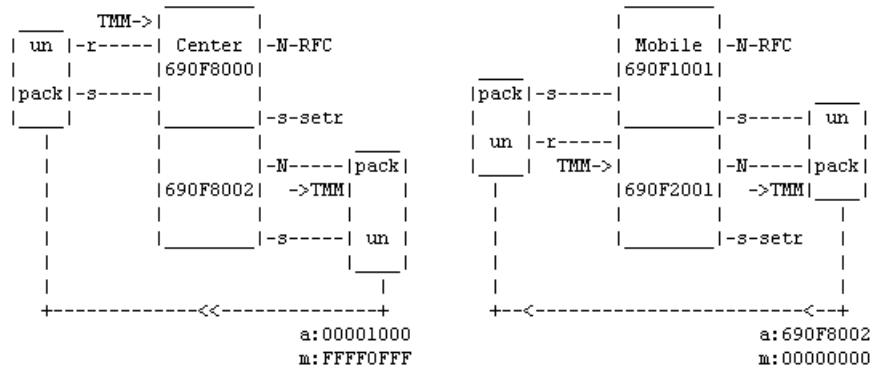 TMM->
un -r----- Center -N-RFC Mobile -N-RFC
690F8000 690F1001
pack -s----- pack -s-----
-s-setr -s----- un
un -r-----
-N----- pack TMM-> -N----- pack
690F8002 ->TMM 690F2001 ->TMM
-s----- un -s-setr
+------------<<-------------+ +--<---------------------<--+
a:00001000 a:690F8002
m:FFFF0FFF m:00000000